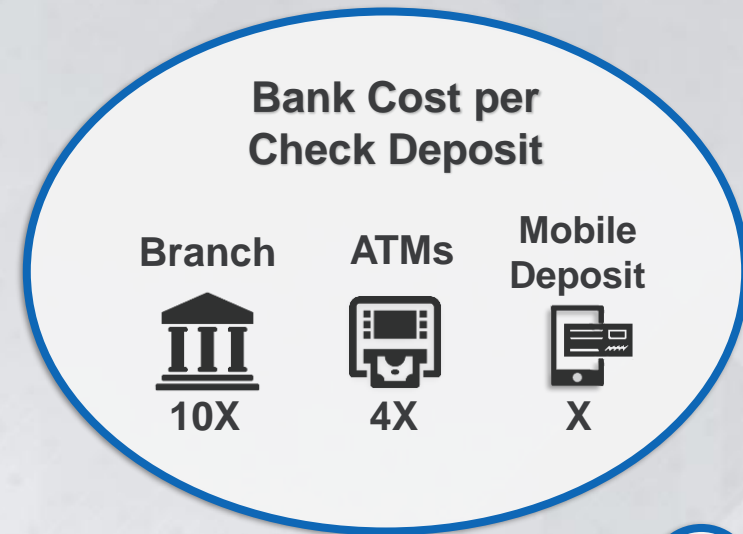 Bank Cost per
Check Deposit
Branch
ATMs
Mobile
Deposit
10X
4X
X